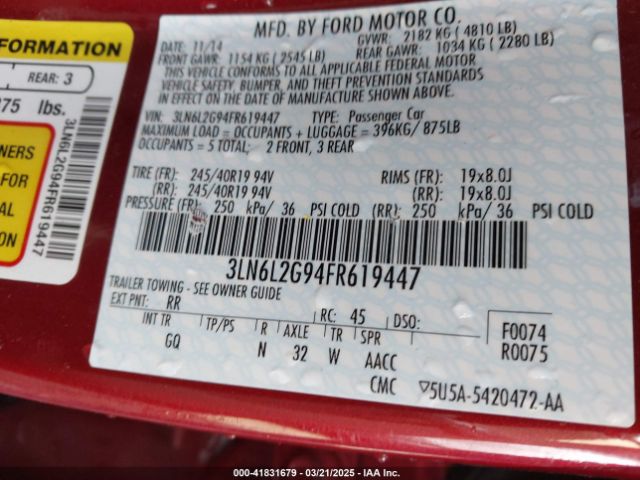 FORMATION
REAR: 3
875 lbs.
WNERS
FOR
AL
ION
3LN6L2G94FR619447
MFD. BY FORD MOTOR CO.
DATE: 11/14 GVWR: 2182 KG ( 4810 LB)
FRONT GAWR: 1154 KG ( 2545 LB) REAR GAWR: 1034 KG ( 2280 LB)
THIS VEHICLE CONFORMS TO ALL APPLICABLE FEDERAL MOTOR
VEHICLE SAFETY, BUMPER, AND THEFT PREVENTION STANDARDS
IN EFFECT ON THE DATE OF MANUFACTURE SHOWN ABOVE.
VIN: 3LN6L2G94FR619447 TYPE: Passenger Car
MAXIMUM LOAD = OCCUPANTS + LUGGAGE = 396KG/ 875LB
OCCUPANTS = 5 TOTAL: 2 FRONT, 3 REAR
TIRE (FR): 245/40R19 94V RIMS (FR): 19x8.0J
(RR): 245/40R19 94V (RR): 19x8.0J
PRESSURE (FR): 250 kPa/ 36 PSI COLD (RR): 250 kPa/ 36 PSI COLD
3LN6L2G94FR619447
TRAILER TOWING - SEE OWNER GUIDE
EXT PNT: RR RC: 45 DSO:
INT TR TP/PS R AXLE TR SPR
GQ N 32 W AACC
F0074
R0075
CMC ▽5U5A-5420472-AA
000-41831679 — 03/21/2025 — IAA Inc.